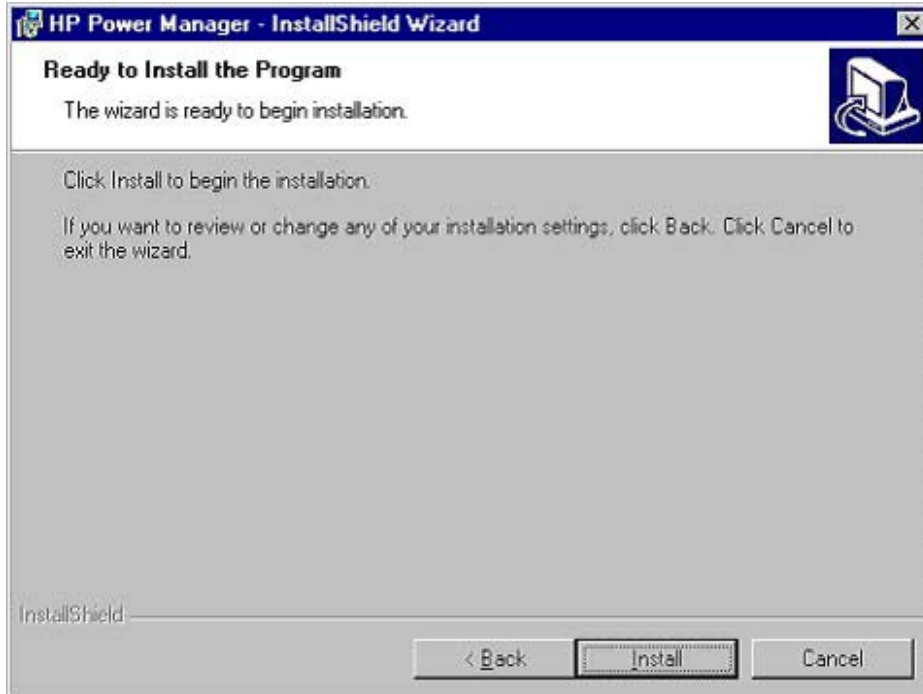 HP Power Manager - InstallShield Wizard
Ready to Install the Program
The wizard is ready to begin installation.
Click Install to begin the installation.
If you want to review or change any of your installation settings, click Back. Click Cancel to
exit the wizard.
InstallShield
< Back
Install
Cancel